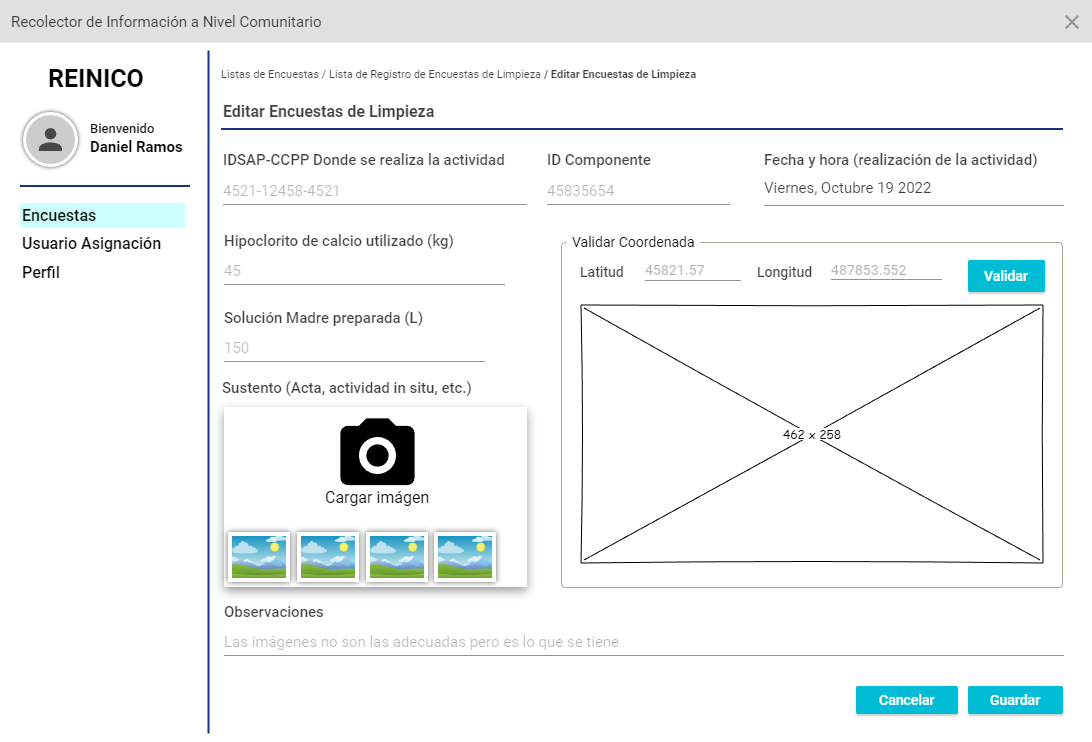 Recolector de Información a Nivel Comunitario
REINICO
Bienvenido
Daniel Ramos
Encuestas
Usuario Asignación
Perfil
Listas de Encuestas / Lista de Registro de Encuestas de Limpieza / Editar Encuestas de Limpieza
Editar Encuestas de Limpieza
IDSAP-CCPP Donde se realiza la actividad
4521-12458-4521
ID Componente
45835654
Fecha y hora (realización de la actividad)
Viernes, Octubre 19 2022
Hipoclorito de calcio utilizado (kg)
45
Solución Madre preparada (L)
150
Sustento (Acta, actividad in situ, etc.)
Cargar imágen
Validar Coordenada
Latitud 45821.57 Longitud 487853.552 Validar
462 x 258
Observaciones
Las imágenes no son las adecuadas pero es lo que se tiene
Cancelar Guardar